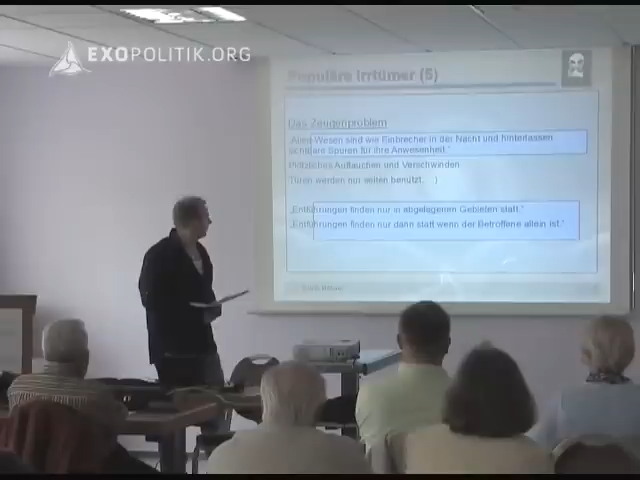 EXOPOLITIK.ORG
Populäre Irrtümer (5)
Das Zeugenproblem
„Alien-Wesen sind wie Einbrecher in der Nacht und hinterlassen
sichtbare Spuren für ihre Anwesenheit."
Plötzliches Auftauchen und Verschwinden
Türen werden nur selten benutzt.
„Entführungen finden nur in abgelegenen Gebieten statt."
„Entführungen finden nur dann statt wenn der Betroffene allein ist."